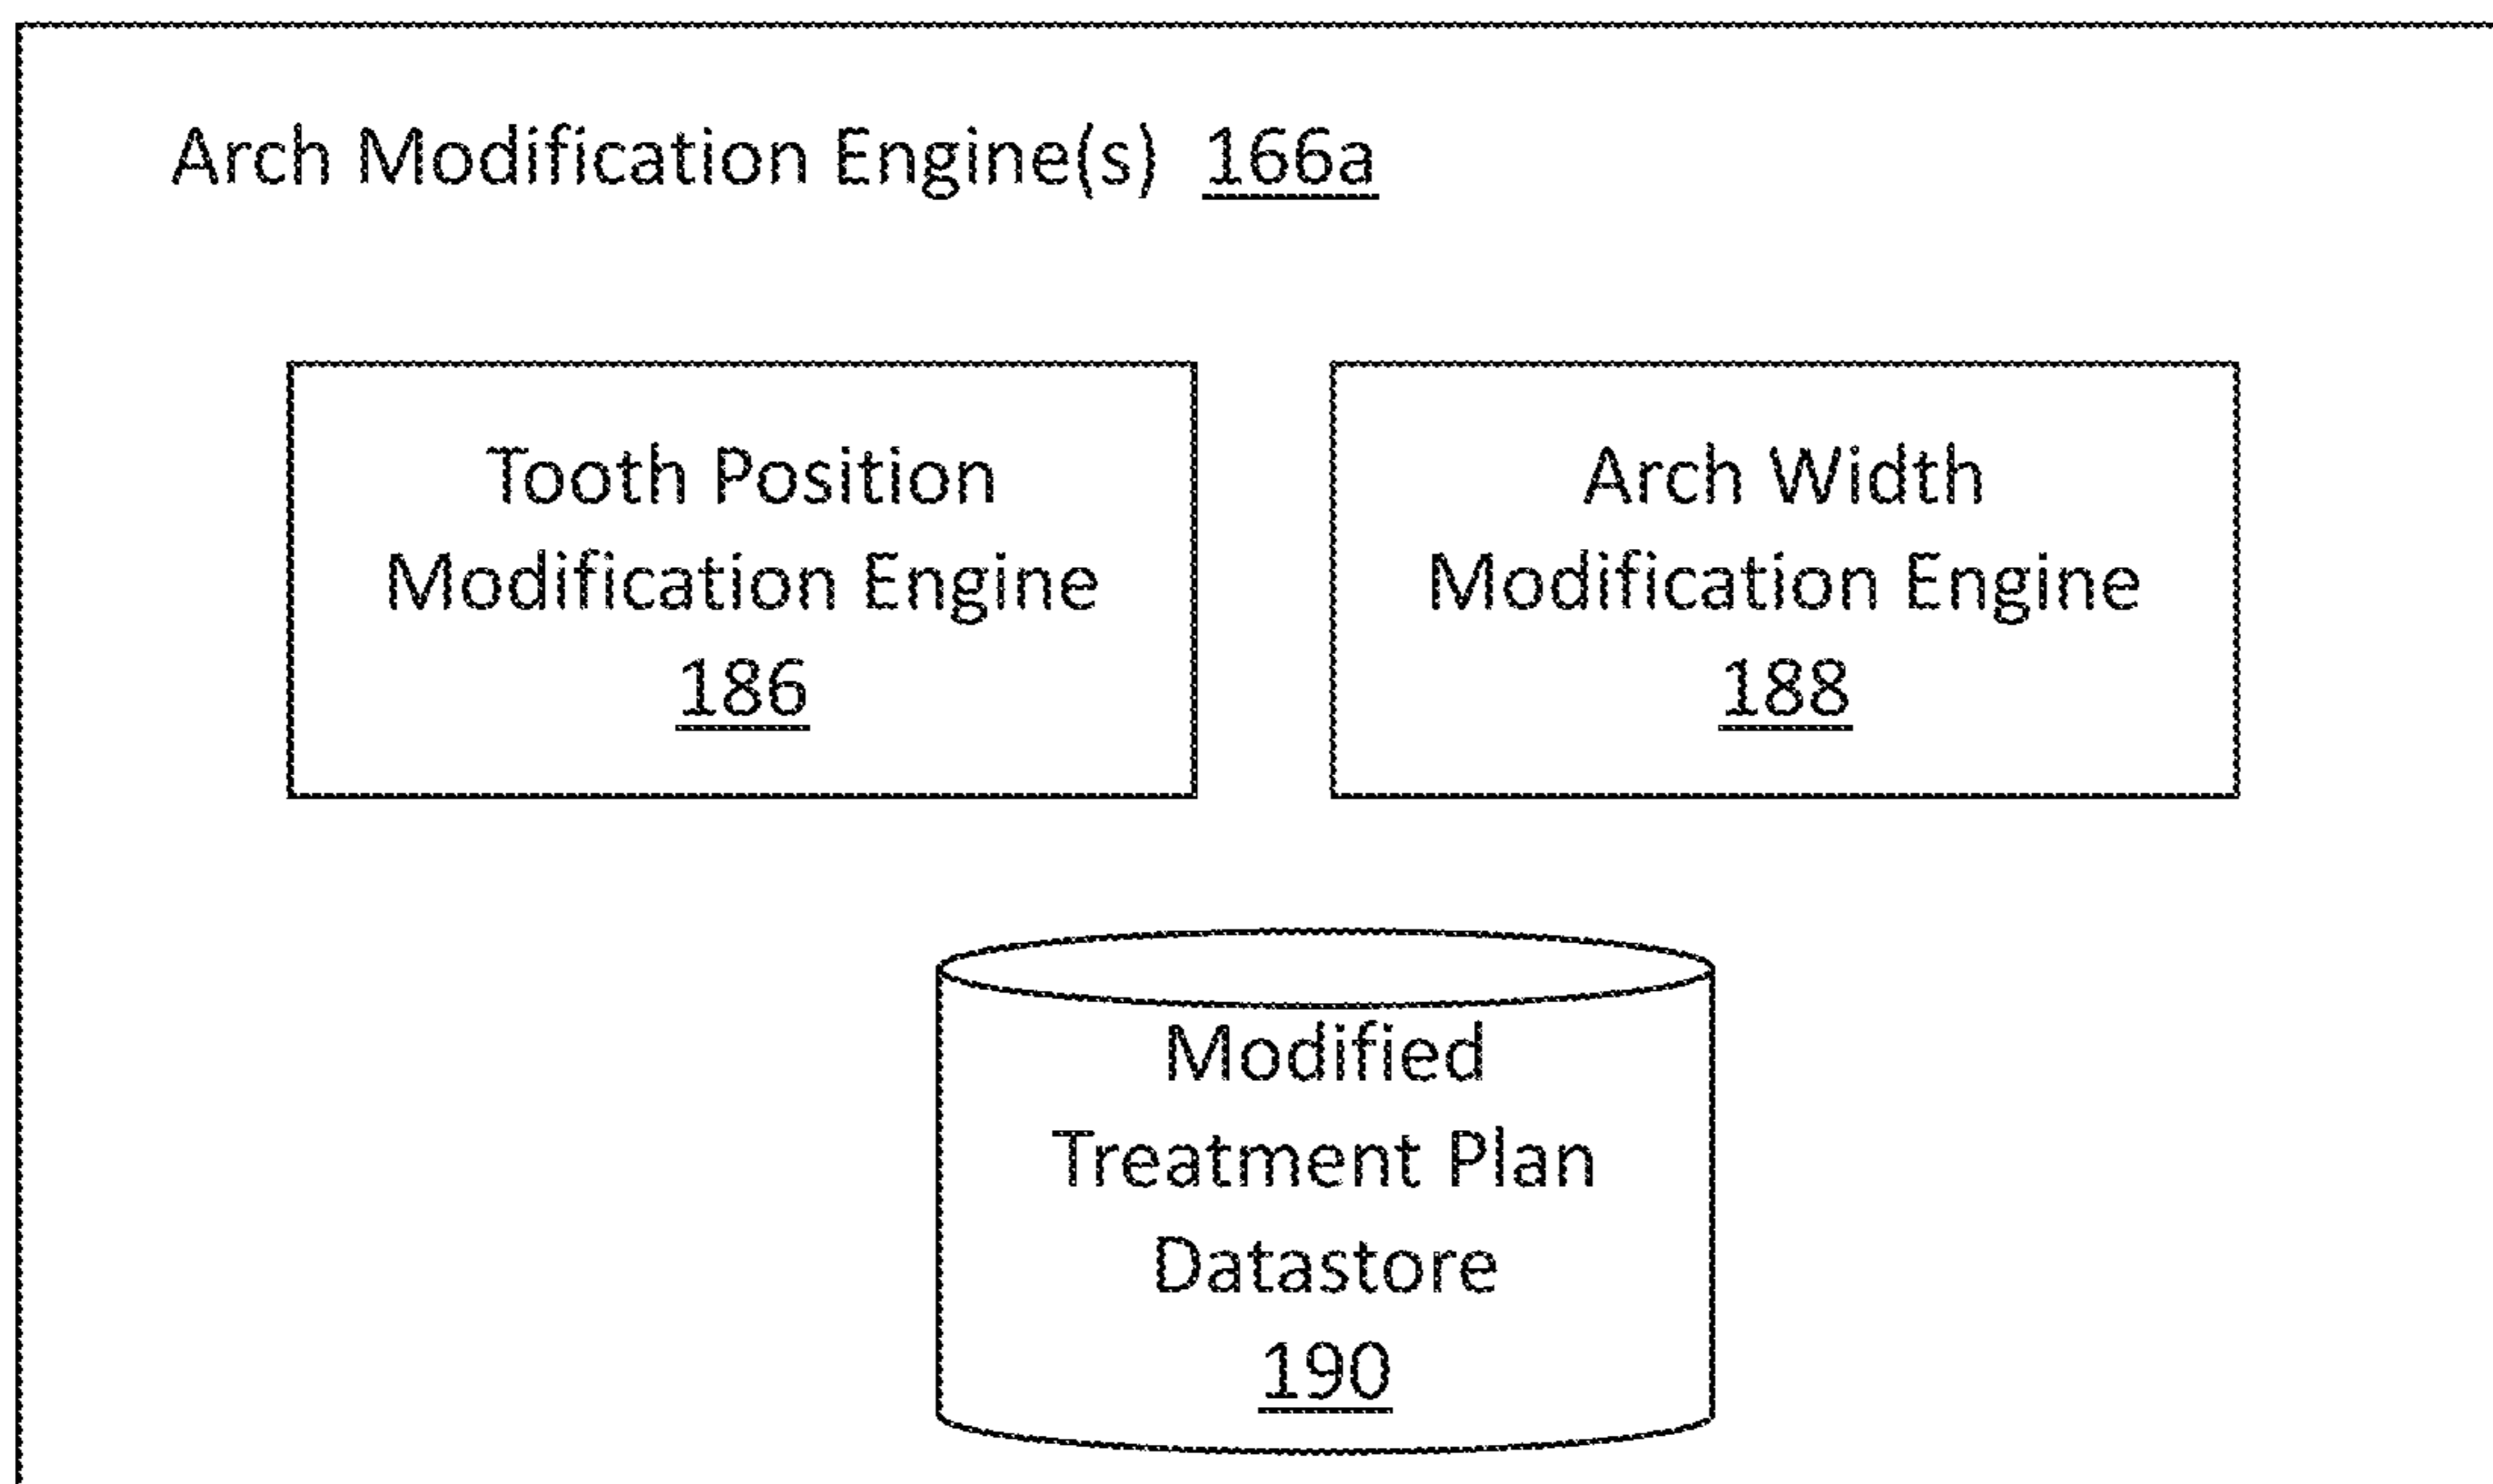 Arch Modification Engine(s) 166a
Tooth Position
Modification Engine
186
Arch Width
Modification Engine
188
Modified
Treatment Plan
Datastore
190